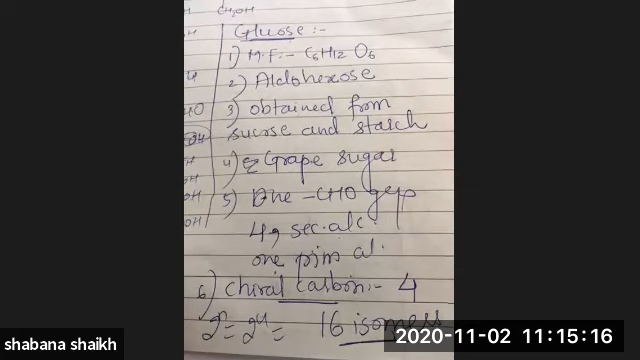 CH₂OH
Glucose :-
1) M.F:- C₆H₁₂O₆
2) Aldohexose
3) obtained from
sucrose and starch
4) Grape sugar
5) One -CHO gerp
4, sec. alc.
one prim al.
6) Chiral carbon:- 4
2ⁿ = 2⁴ = 16 isomers
shabana shaikh
2020-11-02 11:15:16